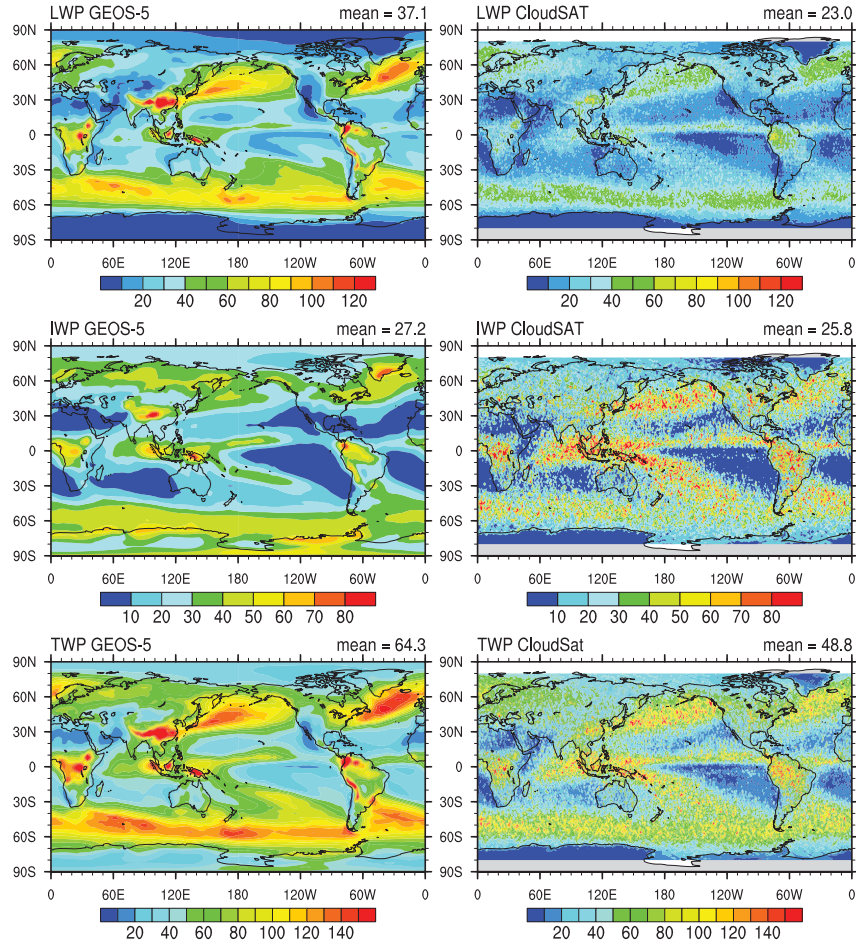 LWP GEOS-5 mean = 37.1
90N
60N
30N
0
30S
60S
90S
0 60E 120E 180 120W 60W 0
20 40 60 80 100 120
LWP CloudSAT mean = 23.0
90N
60N
30N
0
30S
60S
90S
0 60E 120E 180 120W 60W 0
20 40 60 80 100 120
IWP GEOS-5 mean = 27.2
90N
60N
30N
0
30S
60S
90S
0 60E 120E 180 120W 60W 0
10 20 30 40 50 60 70 80
IWP CloudSAT mean = 25.8
90N
60N
30N
0
30S
60S
90S
0 60E 120E 180 120W 60W 0
10 20 30 40 50 60 70 80
TWP GEOS-5 mean = 64.3
90N
60N
30N
0
30S
60S
90S
0 60E 120E 180 120W 60W 0
20 40 60 80 100 120 140
TWP CloudSat mean = 48.8
90N
60N
30N
0
30S
60S
90S
0 60E 120E 180 120W 60W 0
20 40 60 80 100 120 140